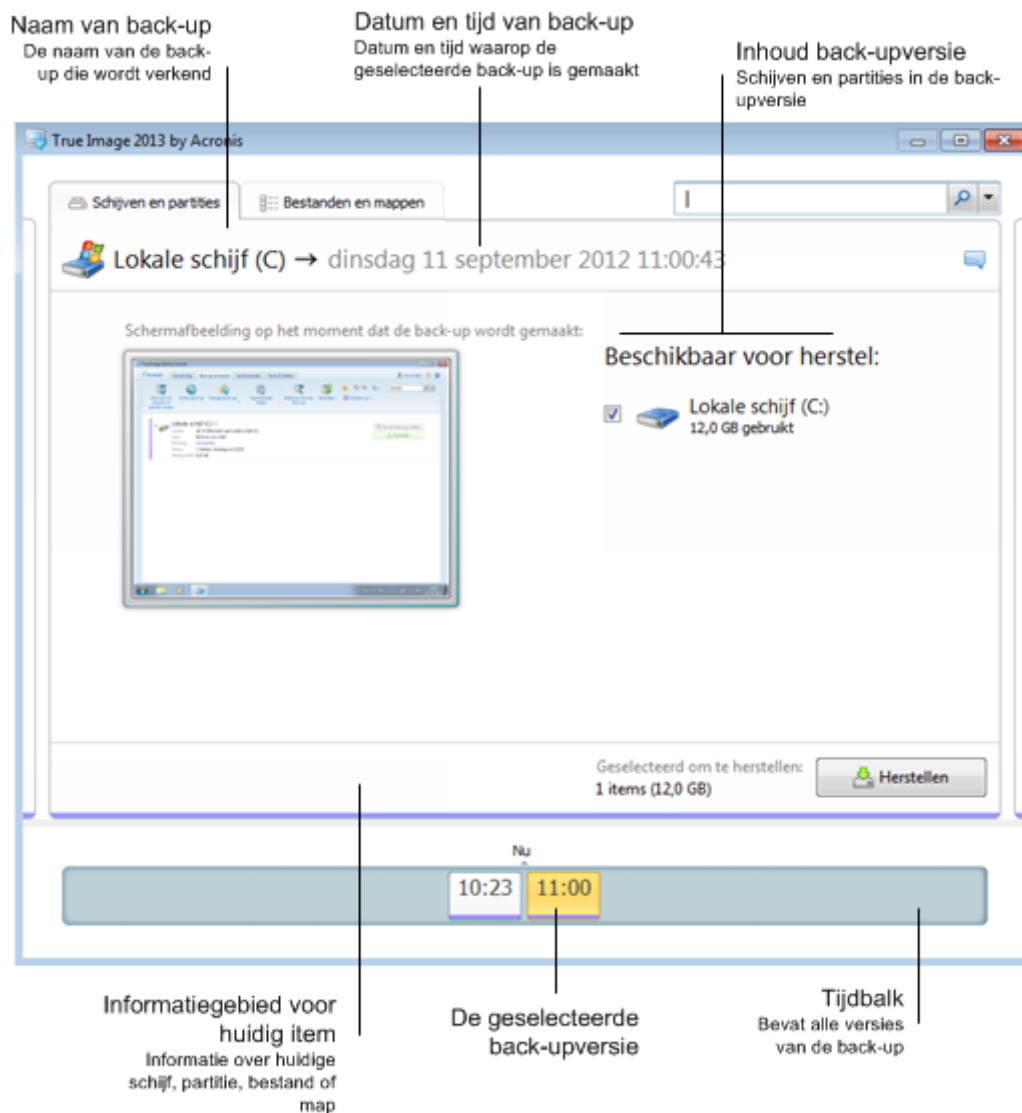 Naam van back-up
De naam van de back-
up die wordt verkend
Datum en tijd van back-up
Datum en tijd waarop de
geselecteerde back-up is gemaakt
Inhoud back-upversie
Schijven en partities in de back-
upversie
True Image 2013 by Acronis
Schijven en partities
Bestanden en mappen
Lokale schijf (C) → dinsdag 11 september 2012 11:00:43
Schermafbeelding op het moment dat de back-up wordt gemaakt:
Beschikbaar voor herstel:
Lokale schijf (C:)
12,0 GB gebruikt
Geselecteerd om te herstellen:
1 items (12,0 GB)
Herstellen
Nu
10:23
11:00
Informatiegebied voor
huidig item
Informatie over huidige
schijf, partitie, bestand of
map
De geselecteerde
back-upversie
Tijdbalk
Bevat alle versies
van de back-up